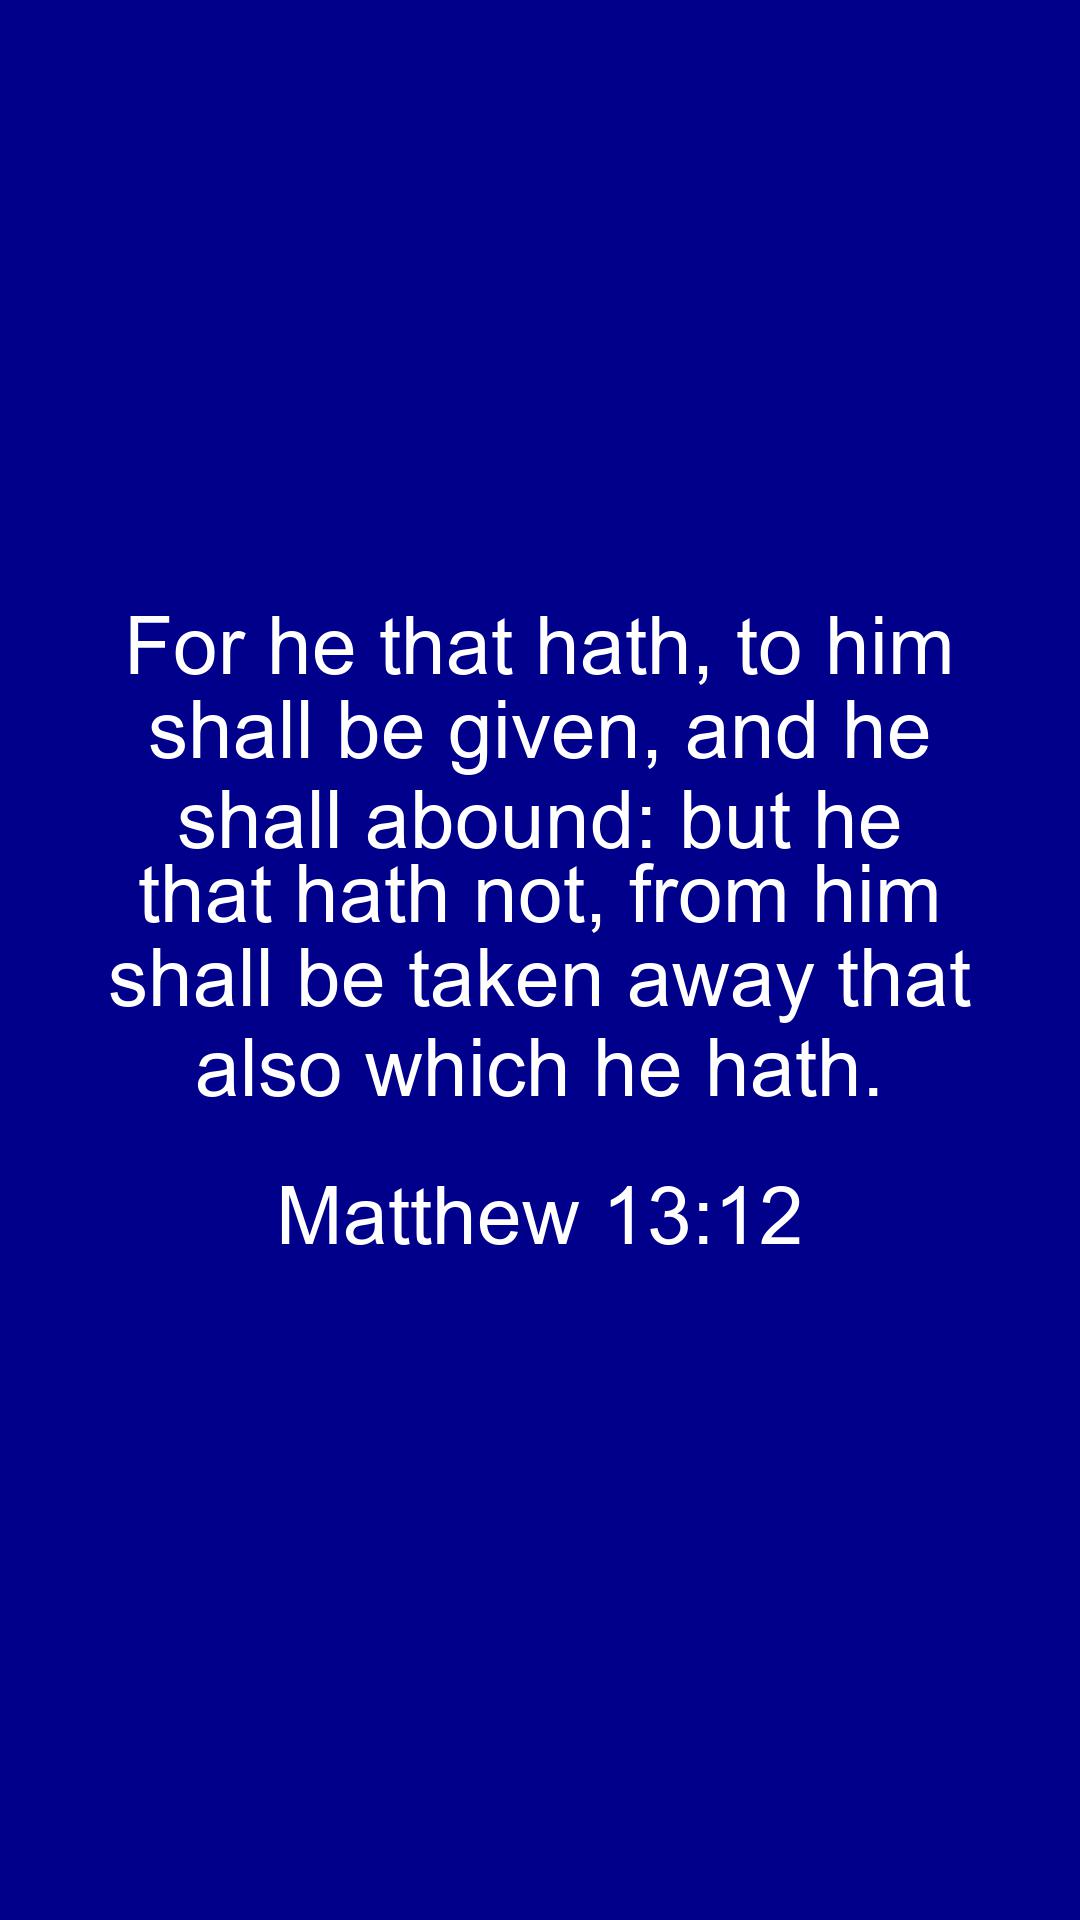 For he that hath, to him
shall be given, and he
shall abound: but he
that hath not, from him
shall be taken away that
also which he hath.
Matthew 13:12